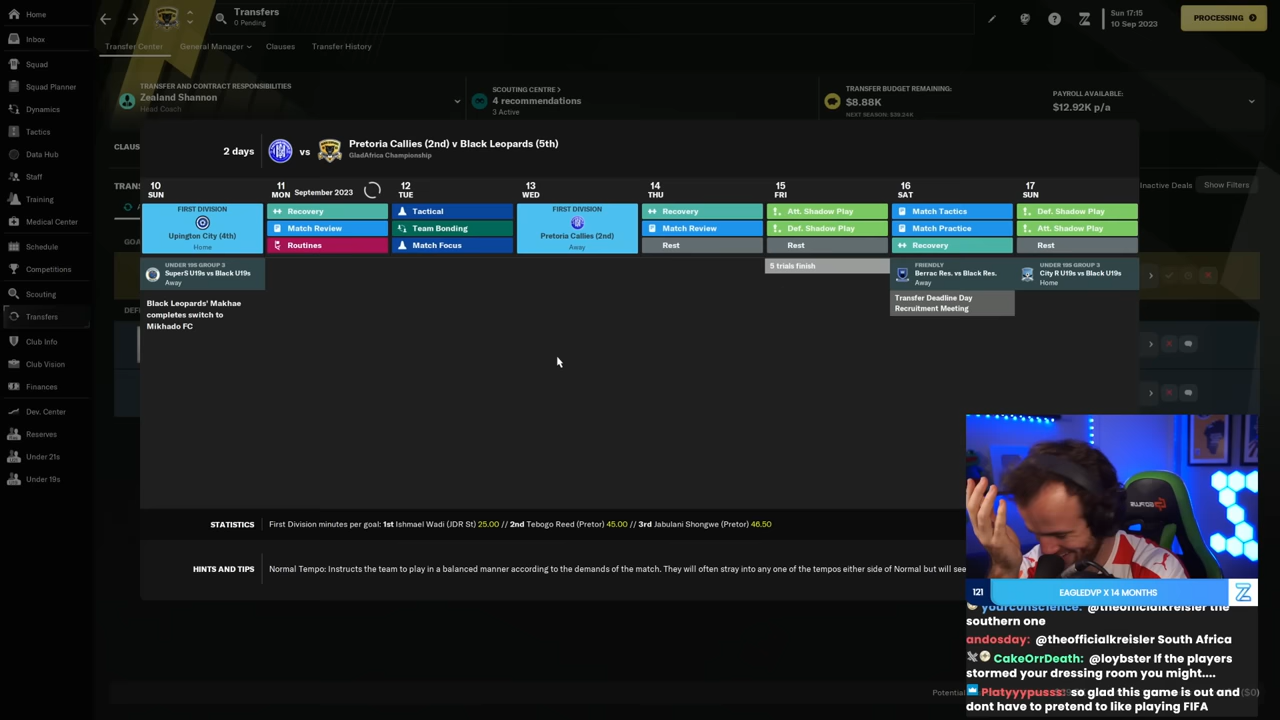 Home
Transfers
0 Pending
Sun 17:15
10 Sep 2023
PROCESSING
Inbox
Transfer Center
General Manager
Clauses
Transfer History
Squad
Squad Planner
Dynamics
Tactics
Data Hub
Staff
Training
Medical Center
Schedule
Competitions
Scouting
Transfers
Club Info
Club Vision
Finances
Dev. Center
Reserves
Under 21s
Under 19s
TRANSFER AND CONTRACT RESPONSIBILITIES
Zealand Shannon
Head Coach
SCOUTING CENTRE >
4 recommendations
3 Active
TRANSFER BUDGET REMAINING:
$8.88K
PAYROLL AVAILABLE:
$12.92K p/a
Inactive Deals
Show Filters
2 days
vs
Pretoria Callies (2nd) v Black Leopards (5th)
GladAfrica Championship
10
SUN
11
MON
September 2023
12
TUE
13
WED
14
THU
15
FRI
16
SAT
17
SUN
FIRST DIVISION
Upington City (4th)
Home
Recovery
Match Review
Routines
Tactical
Team Bonding
Match Focus
FIRST DIVISION
Pretoria Callies (2nd)
Away
Recovery
Match Review
Rest
Att. Shadow Play
Def. Shadow Play
Rest
Match Tactics
Match Practice
Recovery
Def. Shadow Play
Att. Shadow Play
Rest
UNDER 19S GROUP 3
SuperS U19s vs Black U19s
Away
Black Leopards' Makhae
completes switch to
Mikhado FC
5 trials finish
FRIENDLY
Berrac Res. vs Black Res.
Away
Transfer Deadline Day
Recruitment Meeting
UNDER 19S GROUP 3
City R U19s vs Black U19s
Home
STATISTICS
First Division minutes per goal: 1st Ishmael Wadi (JDR St) 25.00 // 2nd Tebogo Reed (Pretor) 45.00 // 3rd Jabulani Shongwe (Pretor) 46.50
HINTS AND TIPS
Normal Tempo: Instructs the team to play in a balanced manner according to the demands of the match. They will often stray into any one of the tempos either side of Normal but will see
121
EAGLEDVP X 14 MONTHS
yourconscience: @theofficialkreisler the
southern one
andosday: @theofficialkreisler South Africa
CakeOrrDeath: @loybster If the players
stormed your dressing room you might....
Platyyypusss: so glad this game is out and
dont have to pretend to like playing FIFA